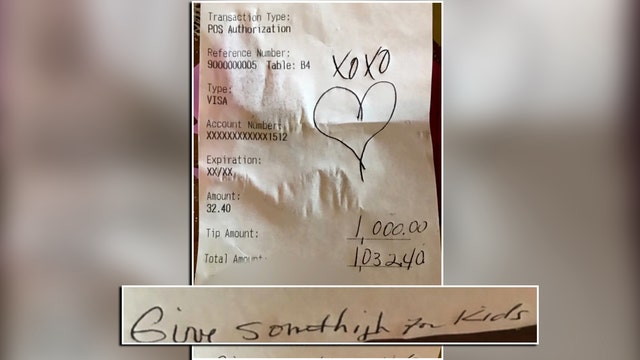 Transaction Type:
POS Authorization
Reference Number:
9000000005 Table: B4
XOXO
Type:
VISA
Account Number:
XXXXXXXXXXXX1512
Expiration:
XX/XX
Amount:
32.40
Tip Amount: 1,000.00
Total Amount: 1,032.40
Give somethigh for Kids